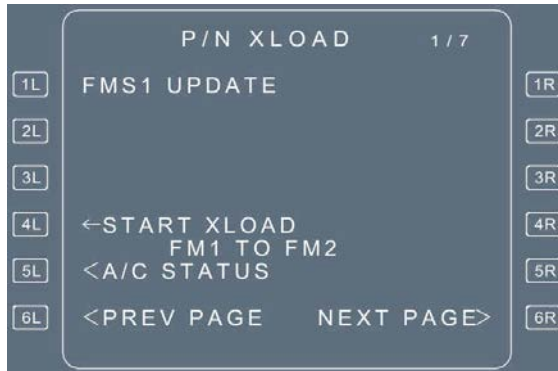 P/N XLOAD 1/7
1L FMS1 UPDATE 1R
2L 2R
3L 3R
4L ←START XLOAD 4R
FM1 TO FM2
5L <A/C STATUS 5R
6L <PREV PAGE NEXT PAGE> 6R